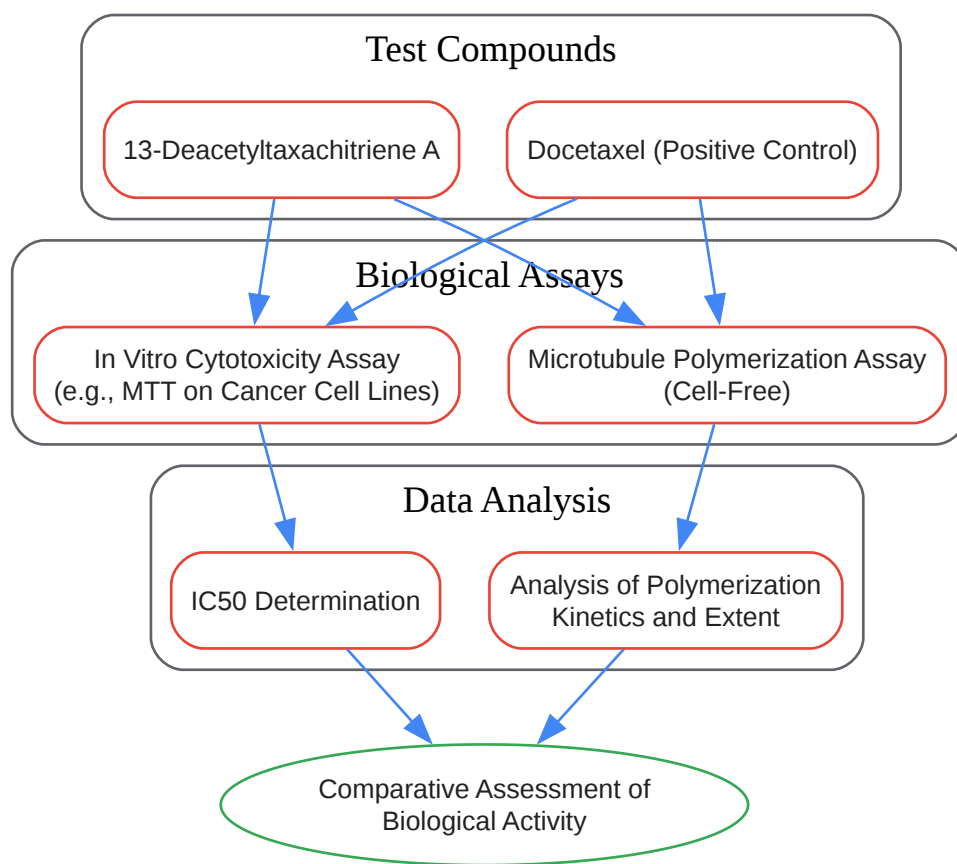 Test Compounds
13-Deacetyltaxachitriene A
Docetaxel (Positive Control)
Biological Assays
In Vitro Cytotoxicity Assay
(e.g., MTT on Cancer Cell Lines)
Microtubule Polymerization Assay
(Cell-Free)
Data Analysis
IC50 Determination
Analysis of Polymerization
Kinetics and Extent
Comparative Assessment of
Biological Activity